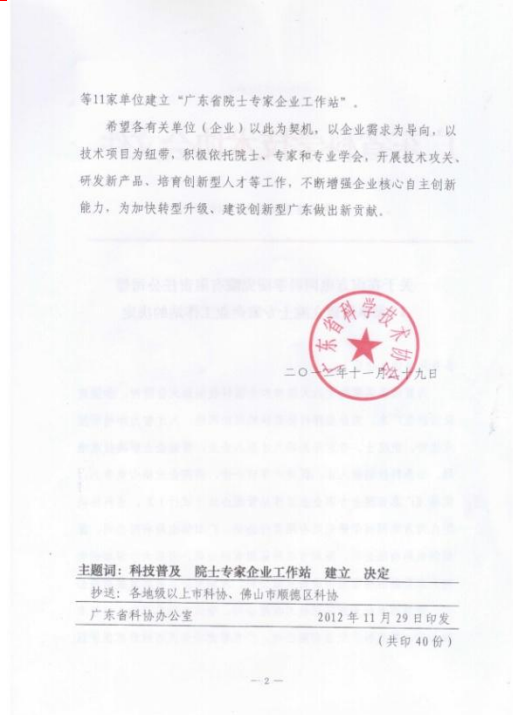 等11家单位建立“广东省院士专家企业工作站”。
希望各有关单位（企业）以此为契机，以企业需求为导向，以
技术项目为纽带，积极依托院士、专家和专业学会，开展技术攻关、
研发新产品、培育创新型人才等工作，不断增强企业核心自主创新
能力，为加快转型升级、建设创新型广东做出新贡献。
广东省科学技术协会
二〇一二年十一月二十九日
主题词：科技普及 院士专家企业工作站 建立 决定
抄送：各地级以上市科协、佛山市顺德区科协
广东省科协办公室 2012年11月29日印发
（共印40份）
— 2 —